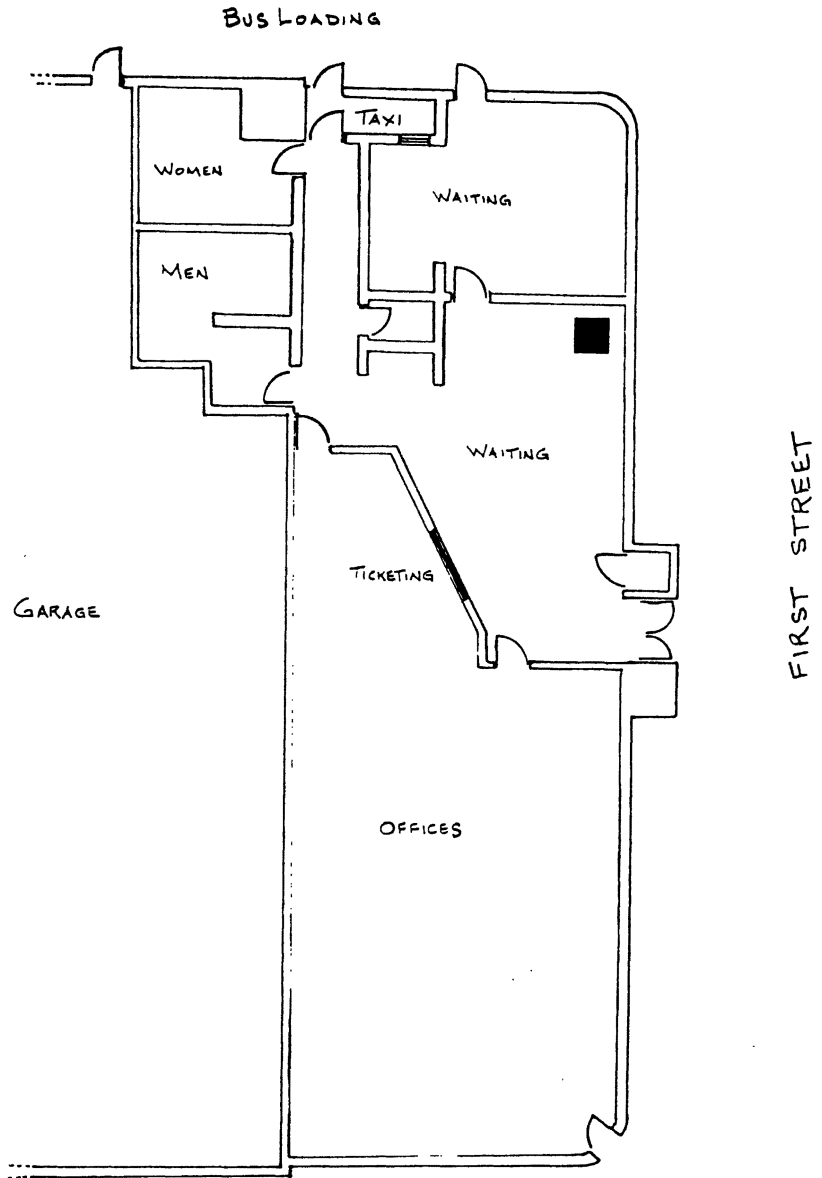 BUS LOADING
TAXI
WOMEN
WAITING
MEN
WAITING
TICKETING
GARAGE
FIRST STREET
OFFICES